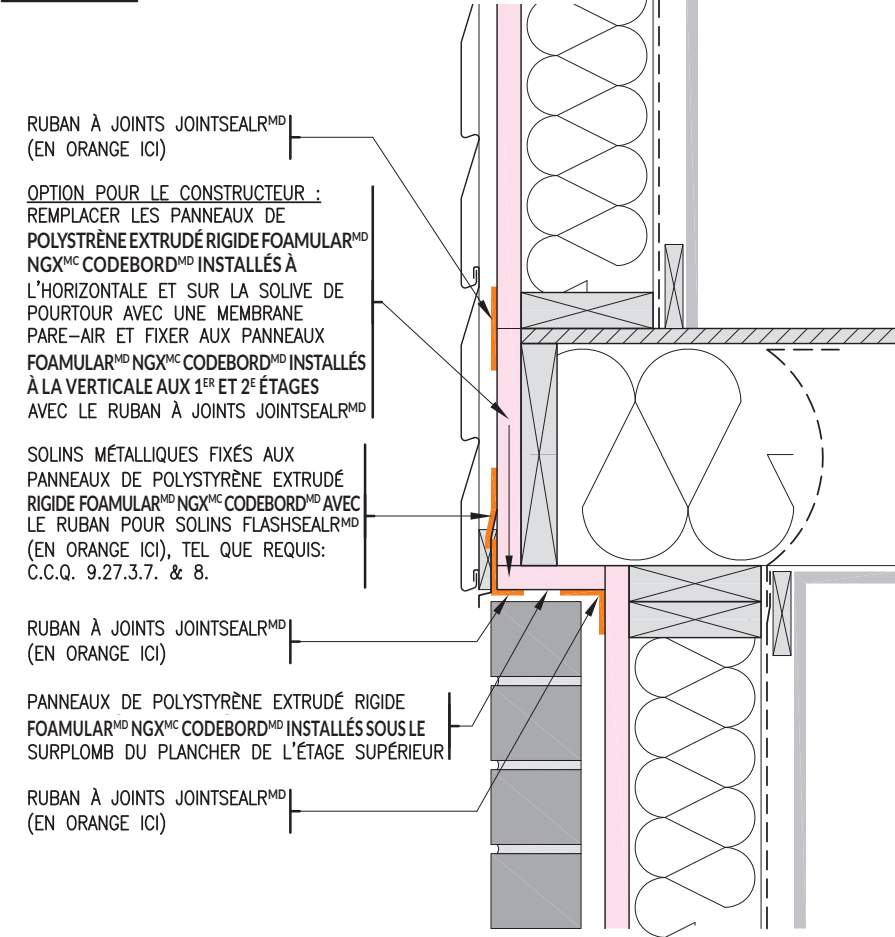 RUBAN À JOINTS JOINTSEALRᴹᴰ
(EN ORANGE ICI)
OPTION POUR LE CONSTRUCTEUR :
REMPLACER LES PANNEAUX DE
POLYSTRÈNE EXTRUDÉ RIGIDE FOAMULARᴹᴰ
NGXᴹꟲ CODEBORDᴹᴰ INSTALLÉS À
L'HORIZONTALE ET SUR LA SOLIVE DE
POURTOUR AVEC UNE MEMBRANE
PARE-AIR ET FIXER AUX PANNEAUX
FOAMULARᴹᴰ NGXᴹꟲ CODEBORDᴹᴰ INSTALLÉS
À LA VERTICALE AUX 1ᴱᴿ ET 2ᴱ ÉTAGES
AVEC LE RUBAN À JOINTS JOINTSEALRᴹᴰ
SOLINS MÉTALLIQUES FIXÉS AUX
PANNEAUX DE POLYSTYRÈNE EXTRUDÉ
RIGIDE FOAMULARᴹᴰ NGXᴹꟲ CODEBORDᴹᴰ AVEC
LE RUBAN POUR SOLINS FLASHSEALRᴹᴰ
(EN ORANGE ICI), TEL QUE REQUIS:
C.C.Q. 9.27.3.7. & 8.
RUBAN À JOINTS JOINTSEALRᴹᴰ
(EN ORANGE ICI)
PANNEAUX DE POLYSTYRÈNE EXTRUDÉ RIGIDE
FOAMULARᴹᴰ NGXᴹꟲ CODEBORDᴹᴰ INSTALLÉS SOUS LE
SURPLOMB DU PLANCHER DE L'ÉTAGE SUPÉRIEUR
RUBAN À JOINTS JOINTSEALRᴹᴰ
(EN ORANGE ICI)